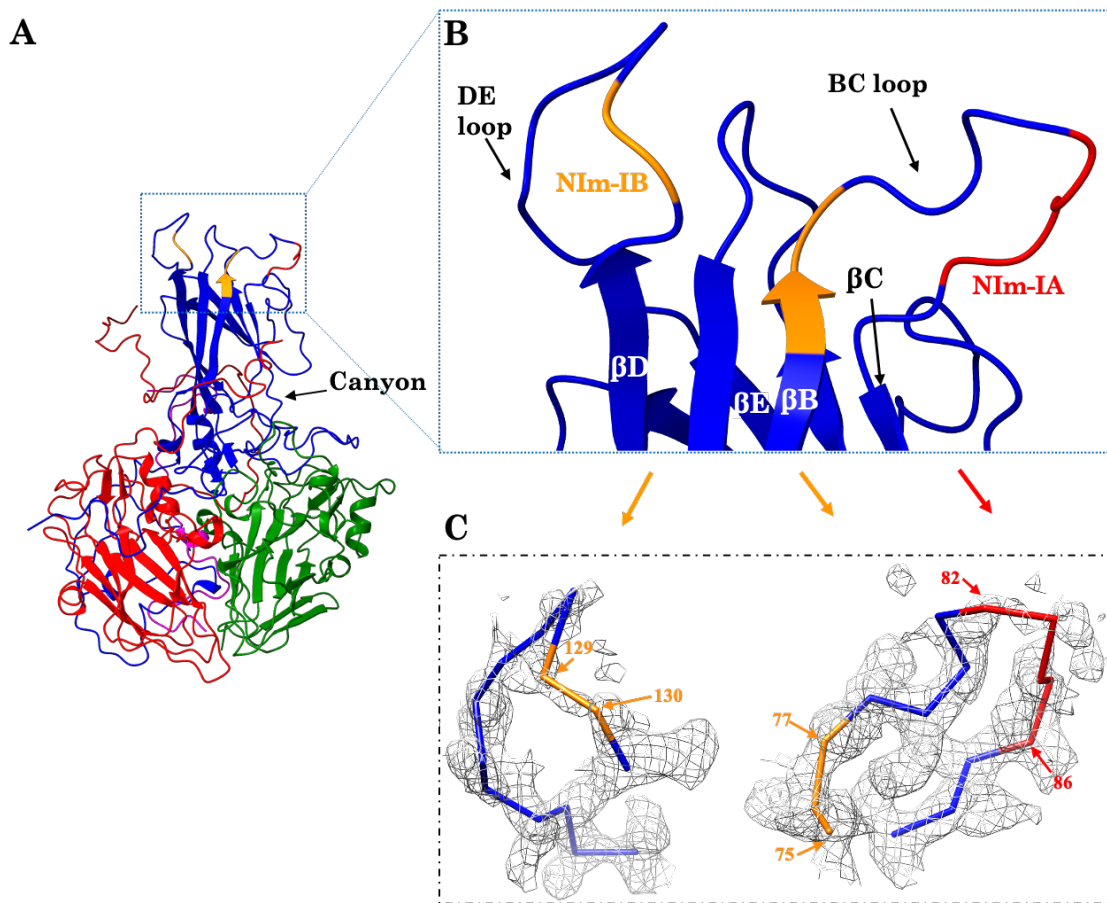 A
B
DE
loop
BC loop
NIm-IB
NIm-IA
βC
βD
βE
βB
Canyon
C
82
129
130
77
86
75